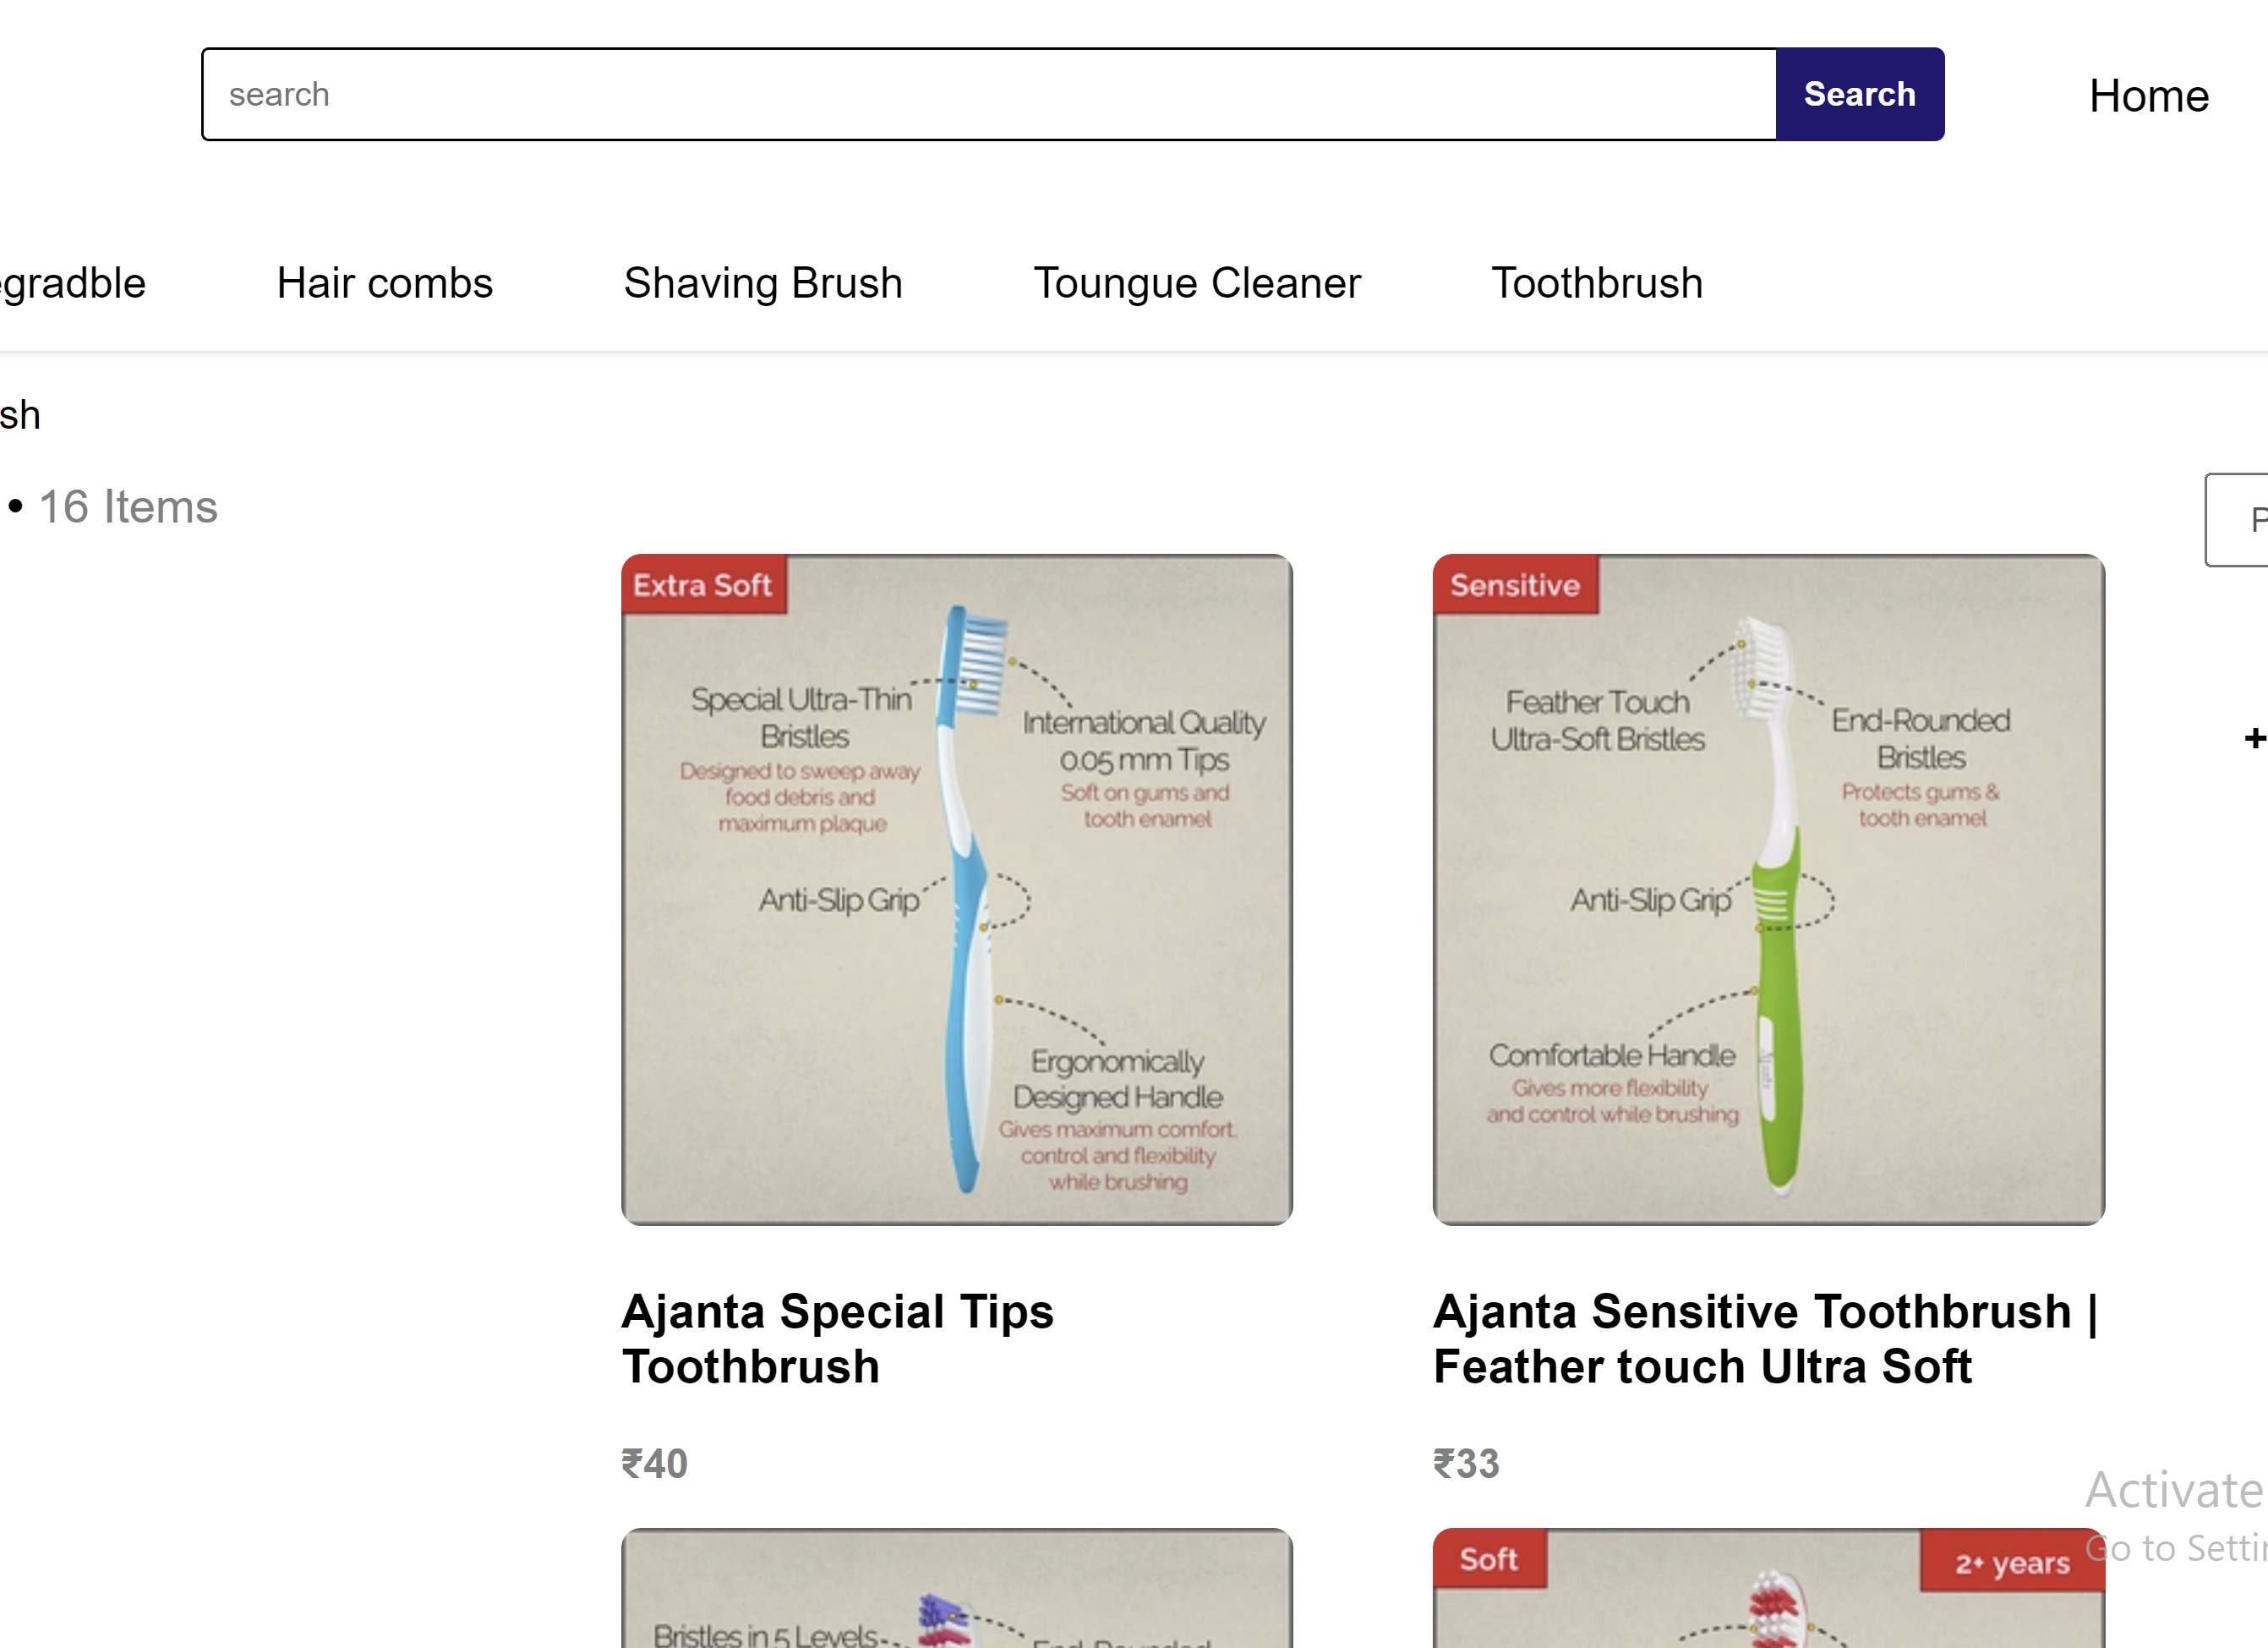 search
Search
Home
egradble
Hair combs
Shaving Brush
Toungue Cleaner
Toothbrush
sh
• 16 Items
P
+
Extra Soft
Special Ultra-Thin
Bristles
Designed to sweep away
food debris and
maximum plaque
International Quality
0.05 mm Tips
Soft on gums and
tooth enamel
Anti-Slip Grip
Ergonomically
Designed Handle
Gives maximum comfort,
control and flexibility
while brushing
Sensitive
Feather Touch
Ultra-Soft Bristles
End-Rounded
Bristles
Protects gums &
tooth enamel
Anti-Slip Grip
Comfortable Handle
Gives more flexibility
and control while brushing
Ajanta Special Tips
Toothbrush
₹40
Ajanta Sensitive Toothbrush |
Feather touch Ultra Soft
₹33
Activate
Go to Settin
Bristles in 5 Levels
End-Rounded
Soft
2+ years